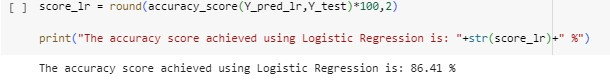 [ ] score_lr = round(accuracy_score(Y_pred_lr,Y_test)*100,2)
print("The accuracy score achieved using Logistic Regression is: "+str(score_lr)+" %")
The accuracy score achieved using Logistic Regression is: 86.41 %